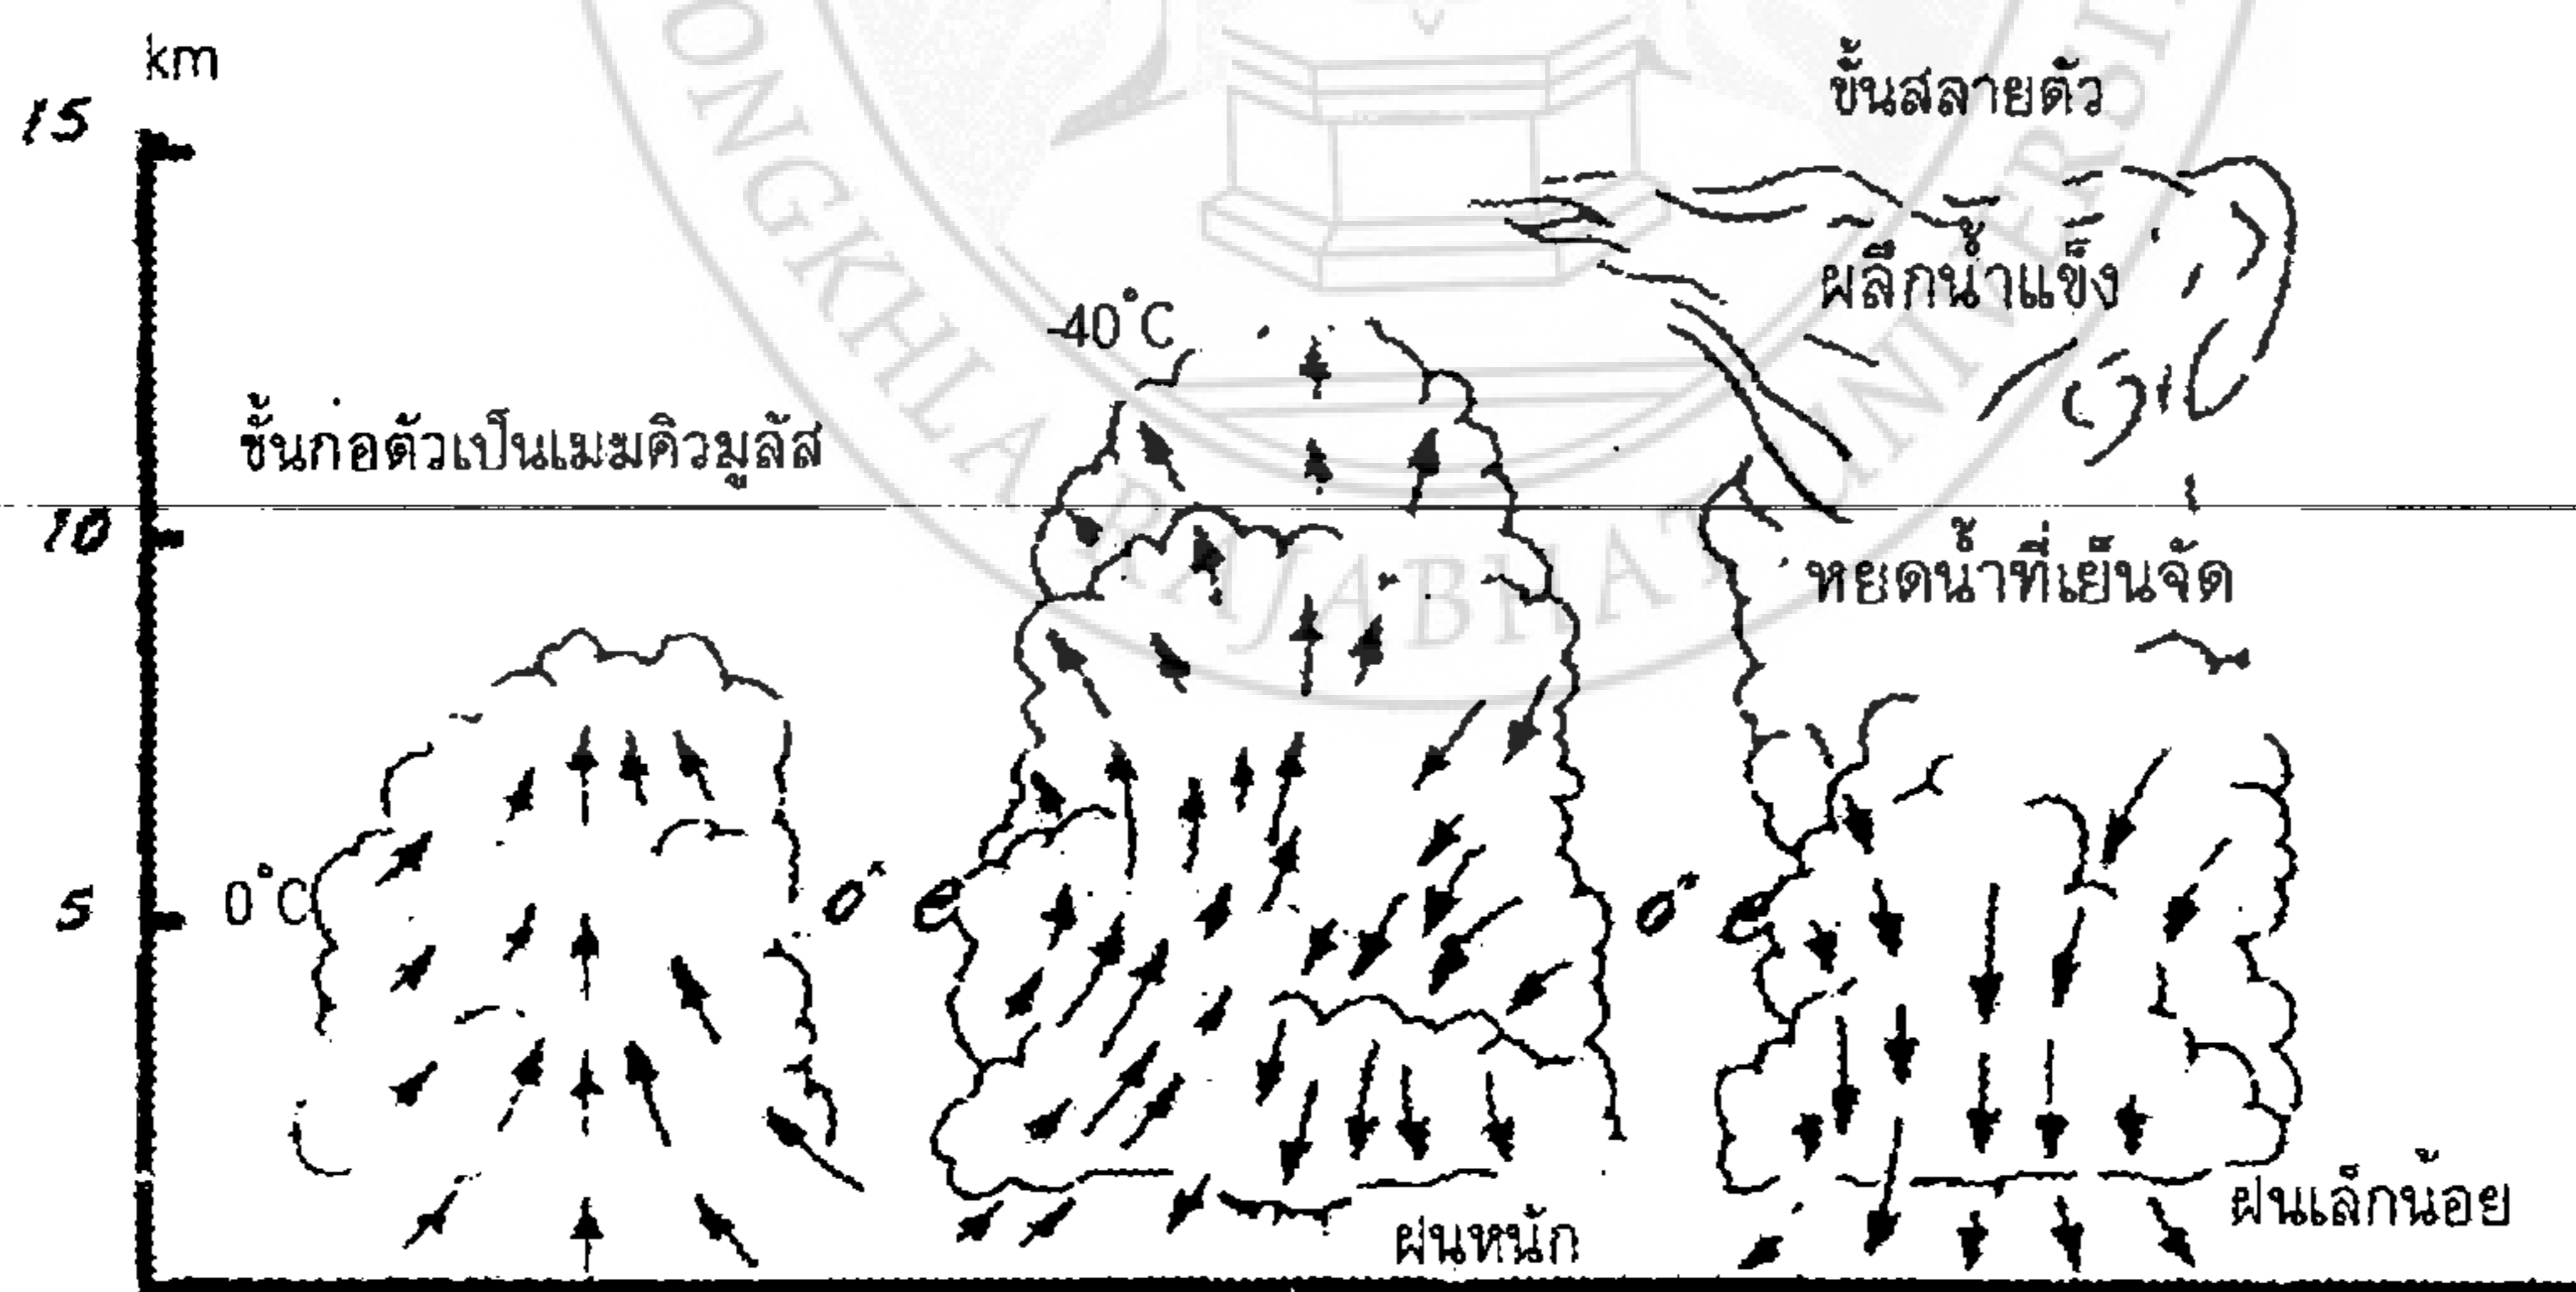 km
15
ขั้นสลายตัว
ผลึกน้ำแข็ง
-40°C
ขั้นก่อตัวเป็นเมฆคิวมูลัส
10
หยดน้ำที่เย็นจัด
5
0°C
0° C
0° C
ฝนหนัก
ฝนเล็กน้อย
ONGKHLA RAJABHAT UNIVERSI